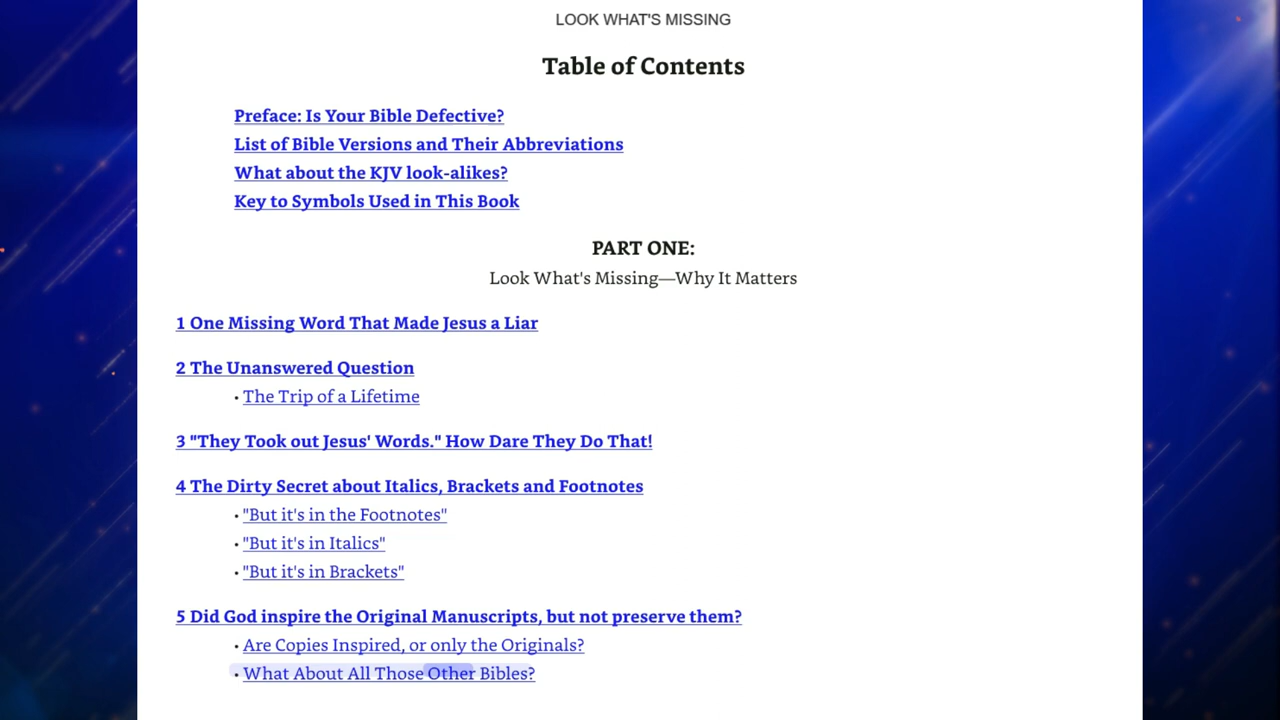 LOOK WHAT'S MISSING
Table of Contents
Preface: Is Your Bible Defective?
List of Bible Versions and Their Abbreviations
What about the KJV look-alikes?
Key to Symbols Used in This Book
PART ONE:
Look What's Missing—Why It Matters
1 One Missing Word That Made Jesus a Liar
2 The Unanswered Question
• The Trip of a Lifetime
3 "They Took out Jesus' Words." How Dare They Do That!
4 The Dirty Secret about Italics, Brackets and Footnotes
• "But it's in the Footnotes"
• "But it's in Italics"
• "But it's in Brackets"
5 Did God inspire the Original Manuscripts, but not preserve them?
• Are Copies Inspired, or only the Originals?
• What About All Those Other Bibles?